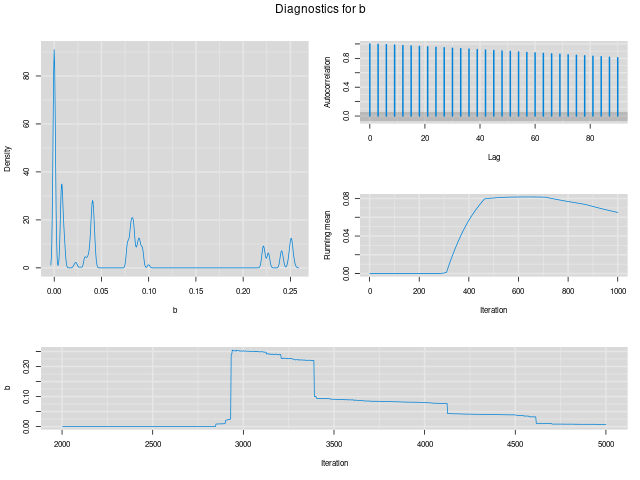 Diagnostics for b
Density
0 20 40 60 80
0.00 0.05 0.10 0.15 0.20 0.25
b
Autocorrelation
0.0 0.4 0.8
0 20 40 60 80
Lag
Running mean
0.00 0.04 0.08
0 200 400 600 800 1000
Iteration
b
0.00 0.10 0.20
2000 2500 3000 3500 4000 4500 5000
Iteration